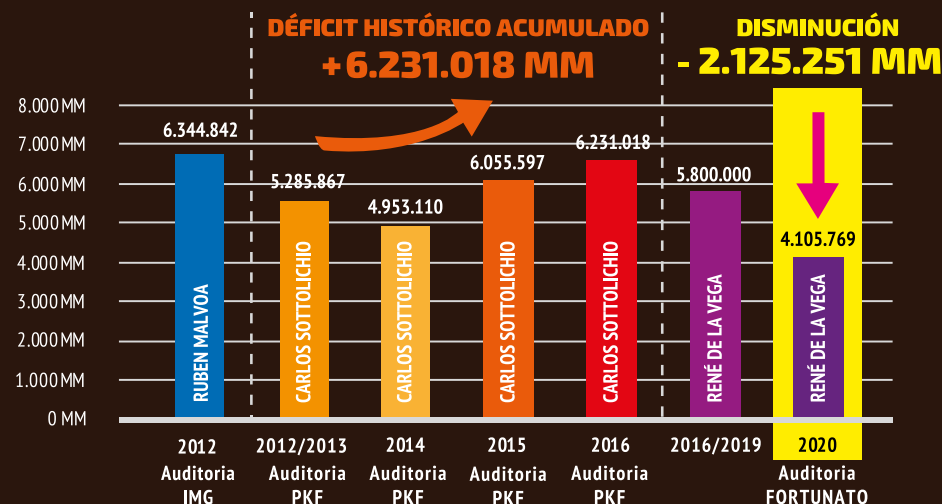 DÉFICIT HISTÓRICO ACUMULADO
+6.231.018 MM
DISMINUCIÓN
- 2.125.251 MM
8.000 MM
7.000 MM
6.000 MM
5.000 MM
4.000 MM
3.000 MM
2.000 MM
1.000 MM
0 MM
6.344.842
5.285.867
4.953.110
6.055.597
6.231.018
5.800.000
4.105.769
RUBEN MALVOA
CARLOS SOTTOLICHIO
CARLOS SOTTOLICHIO
CARLOS SOTTOLICHIO
CARLOS SOTTOLICHIO
RENÉ DE LA VEGA
RENÉ DE LA VEGA
2012
Auditoria
IMG
2012/2013
Auditoria
PKF
2014
Auditoria
PKF
2015
Auditoria
PKF
2016
Auditoria
PKF
2016/2019
2020
Auditoria
FORTUNATO